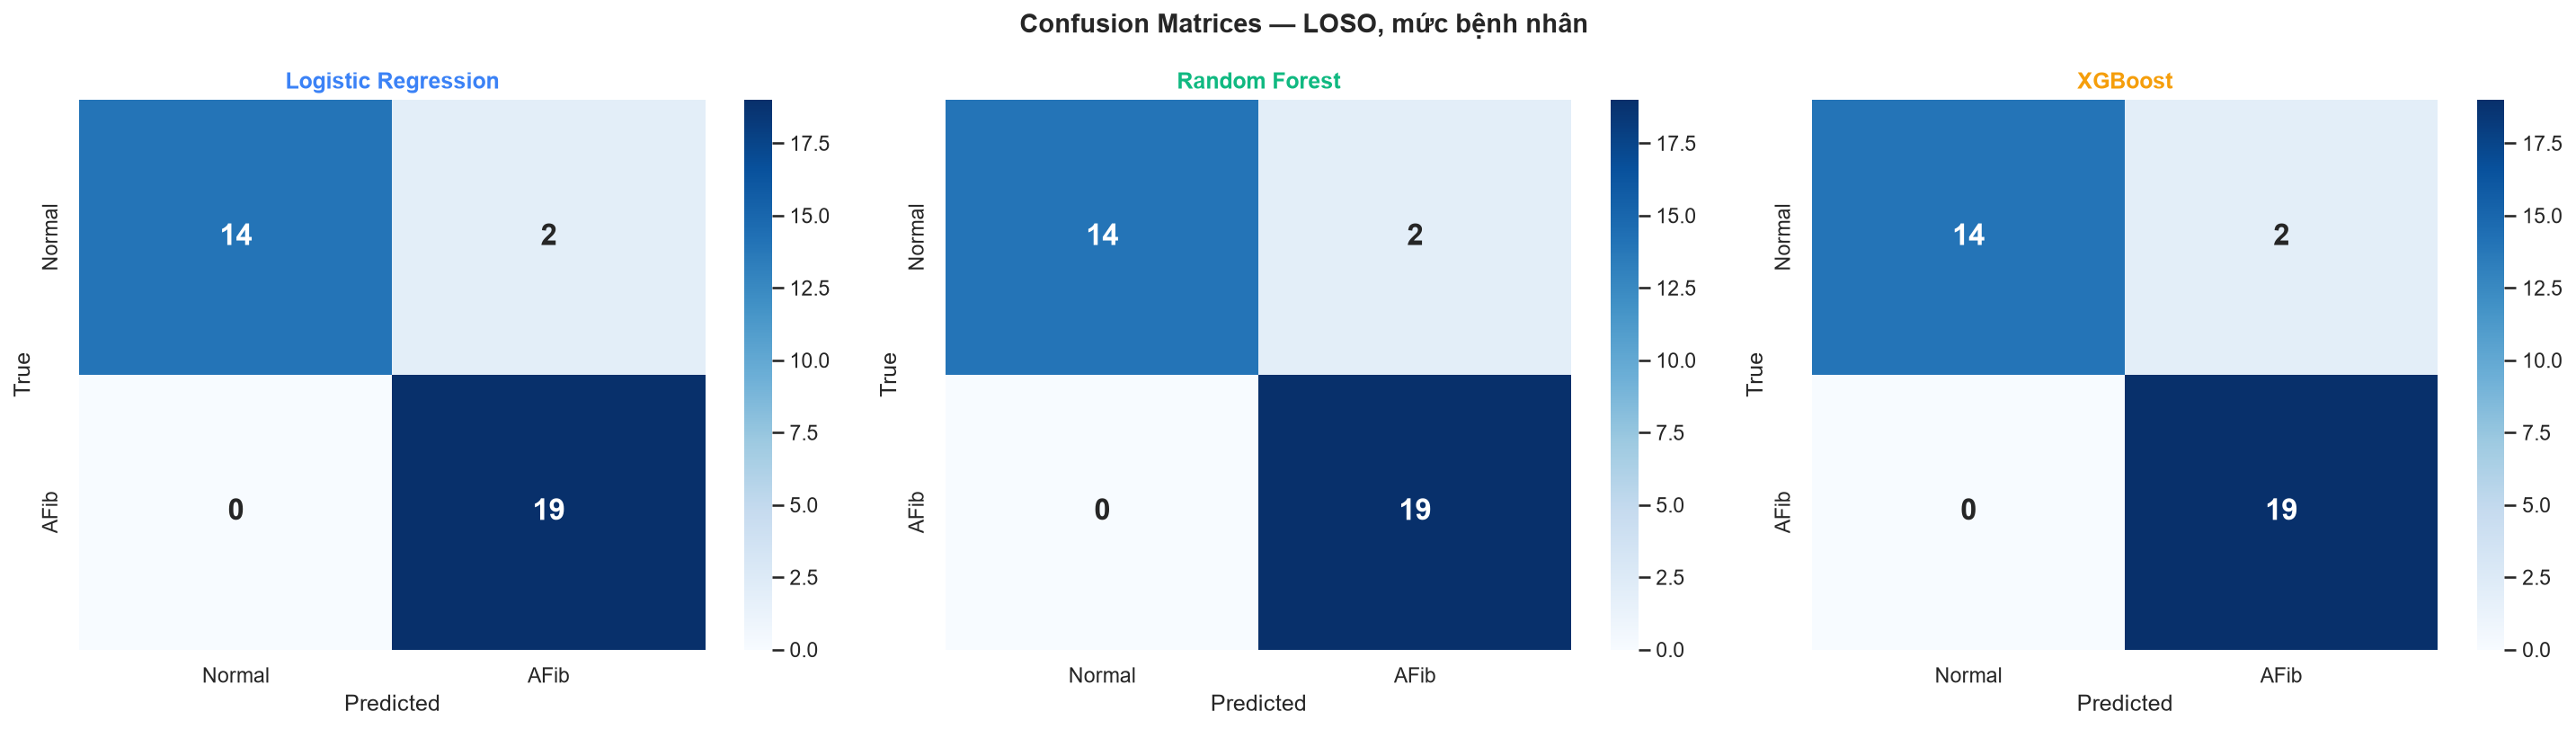 Confusion Matrices — LOSO, mức bệnh nhân
Logistic Regression
14
2
0
19
Normal
AFib
True
Normal
AFib
Predicted
17.5
15.0
12.5
10.0
7.5
5.0
2.5
0.0
Random Forest
14
2
0
19
Normal
AFib
True
Normal
AFib
Predicted
17.5
15.0
12.5
10.0
7.5
5.0
2.5
0.0
XGBoost
14
2
0
19
Normal
AFib
True
Normal
AFib
Predicted
17.5
15.0
12.5
10.0
7.5
5.0
2.5
0.0